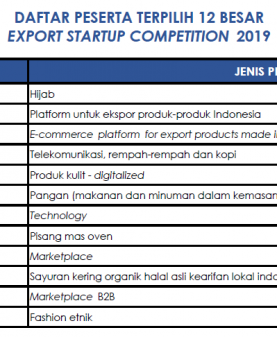 DAFTAR PESERTA TERPILIH 12 BESAR
EXPORT STARTUP COMPETITION 2019
JENIS
Hijab
Platform untuk ekspor produk-produk Indonesia
E-commerce platform for export products made
Telekomunikasi, rempah-rempah dan kopi
Produk kulit - digitalized
Pangan (makanan dan minuman dalam kemasan
Technology
Pisang mas oven
Marketplace
Sayuran kering organik halal asli kearifan lokal
Marketplace B2B
Fashion etnik